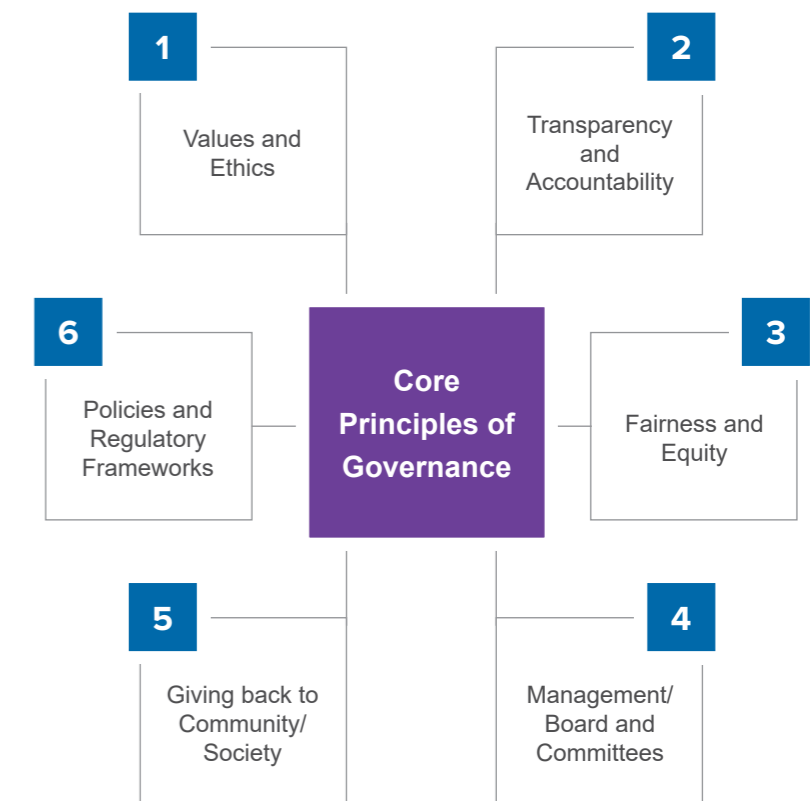 1
Values and
Ethics
2
Transparency
and
Accountability
6
Policies and
Regulatory
Frameworks
Core
Principles of
Governance
3
Fairness and
Equity
5
Giving back to
Community/
Society
4
Management/
Board and
Committees